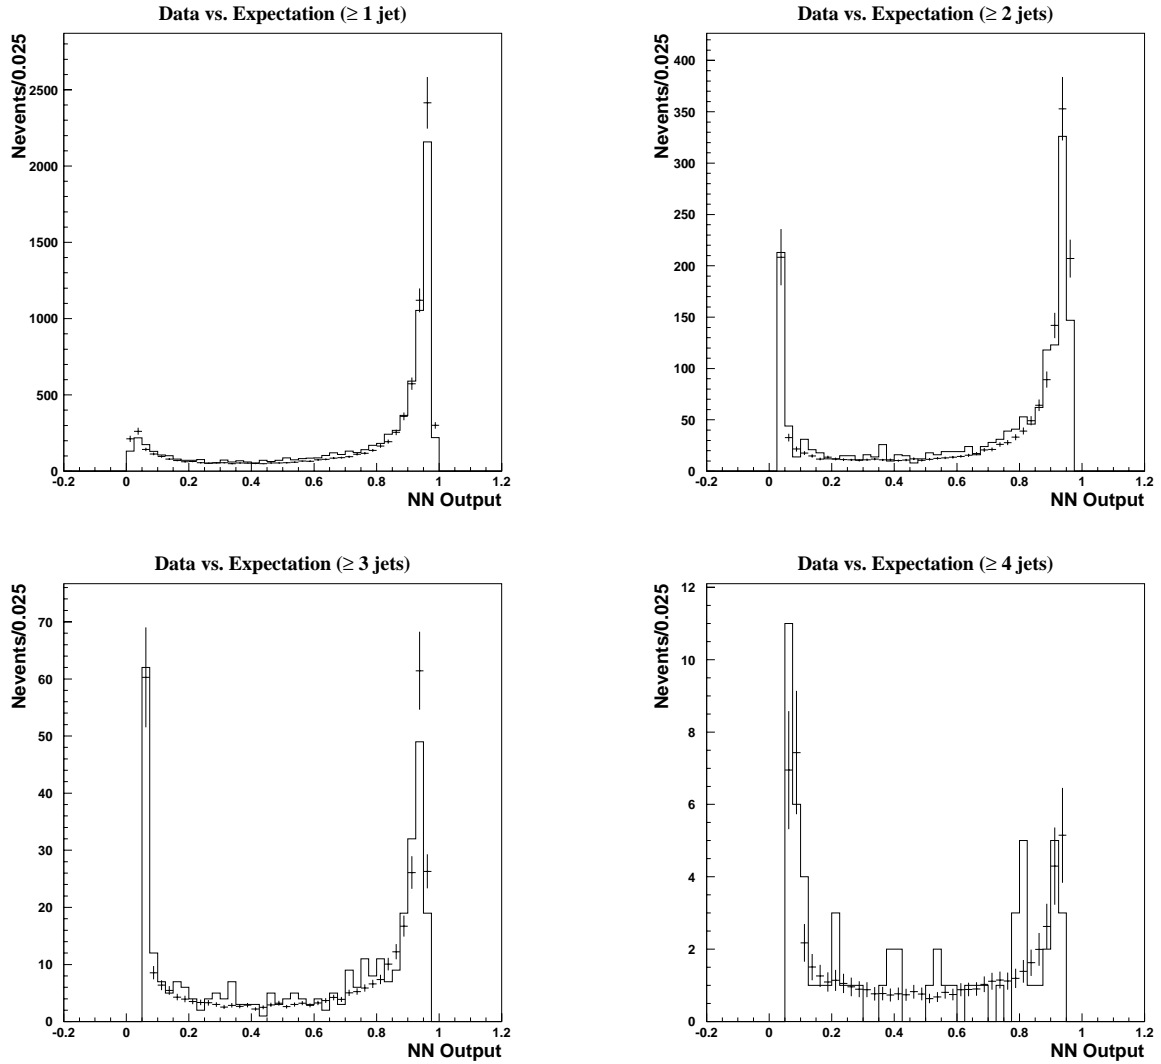 Data vs. Expectation (≥ 1 jet)
Nevents/0.025
2500
2000
1500
1000
500
0
-0.2 0 0.2 0.4 0.6 0.8 1 1.2
NN Output
Data vs. Expectation (≥ 2 jets)
Nevents/0.025
400
350
300
250
200
150
100
50
0
-0.2 0 0.2 0.4 0.6 0.8 1 1.2
NN Output
Data vs. Expectation (≥ 3 jets)
Nevents/0.025
70
60
50
40
30
20
10
0
-0.2 0 0.2 0.4 0.6 0.8 1 1.2
NN Output
Data vs. Expectation (≥ 4 jets)
Nevents/0.025
12
10
8
6
4
2
0
-0.2 0 0.2 0.4 0.6 0.8 1 1.2
NN Output